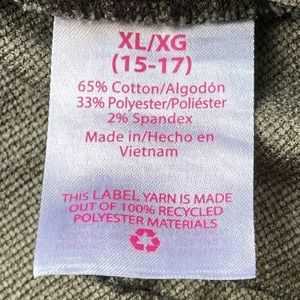 XL/XG
(15-17)
65% Cotton/Algodón
33% Polyester/Poliéster
2% Spandex
Made in/Hecho en
Vietnam
THIS LABEL YARN IS MADE
OUT OF 100% RECYCLED
POLYESTER MATERIALS